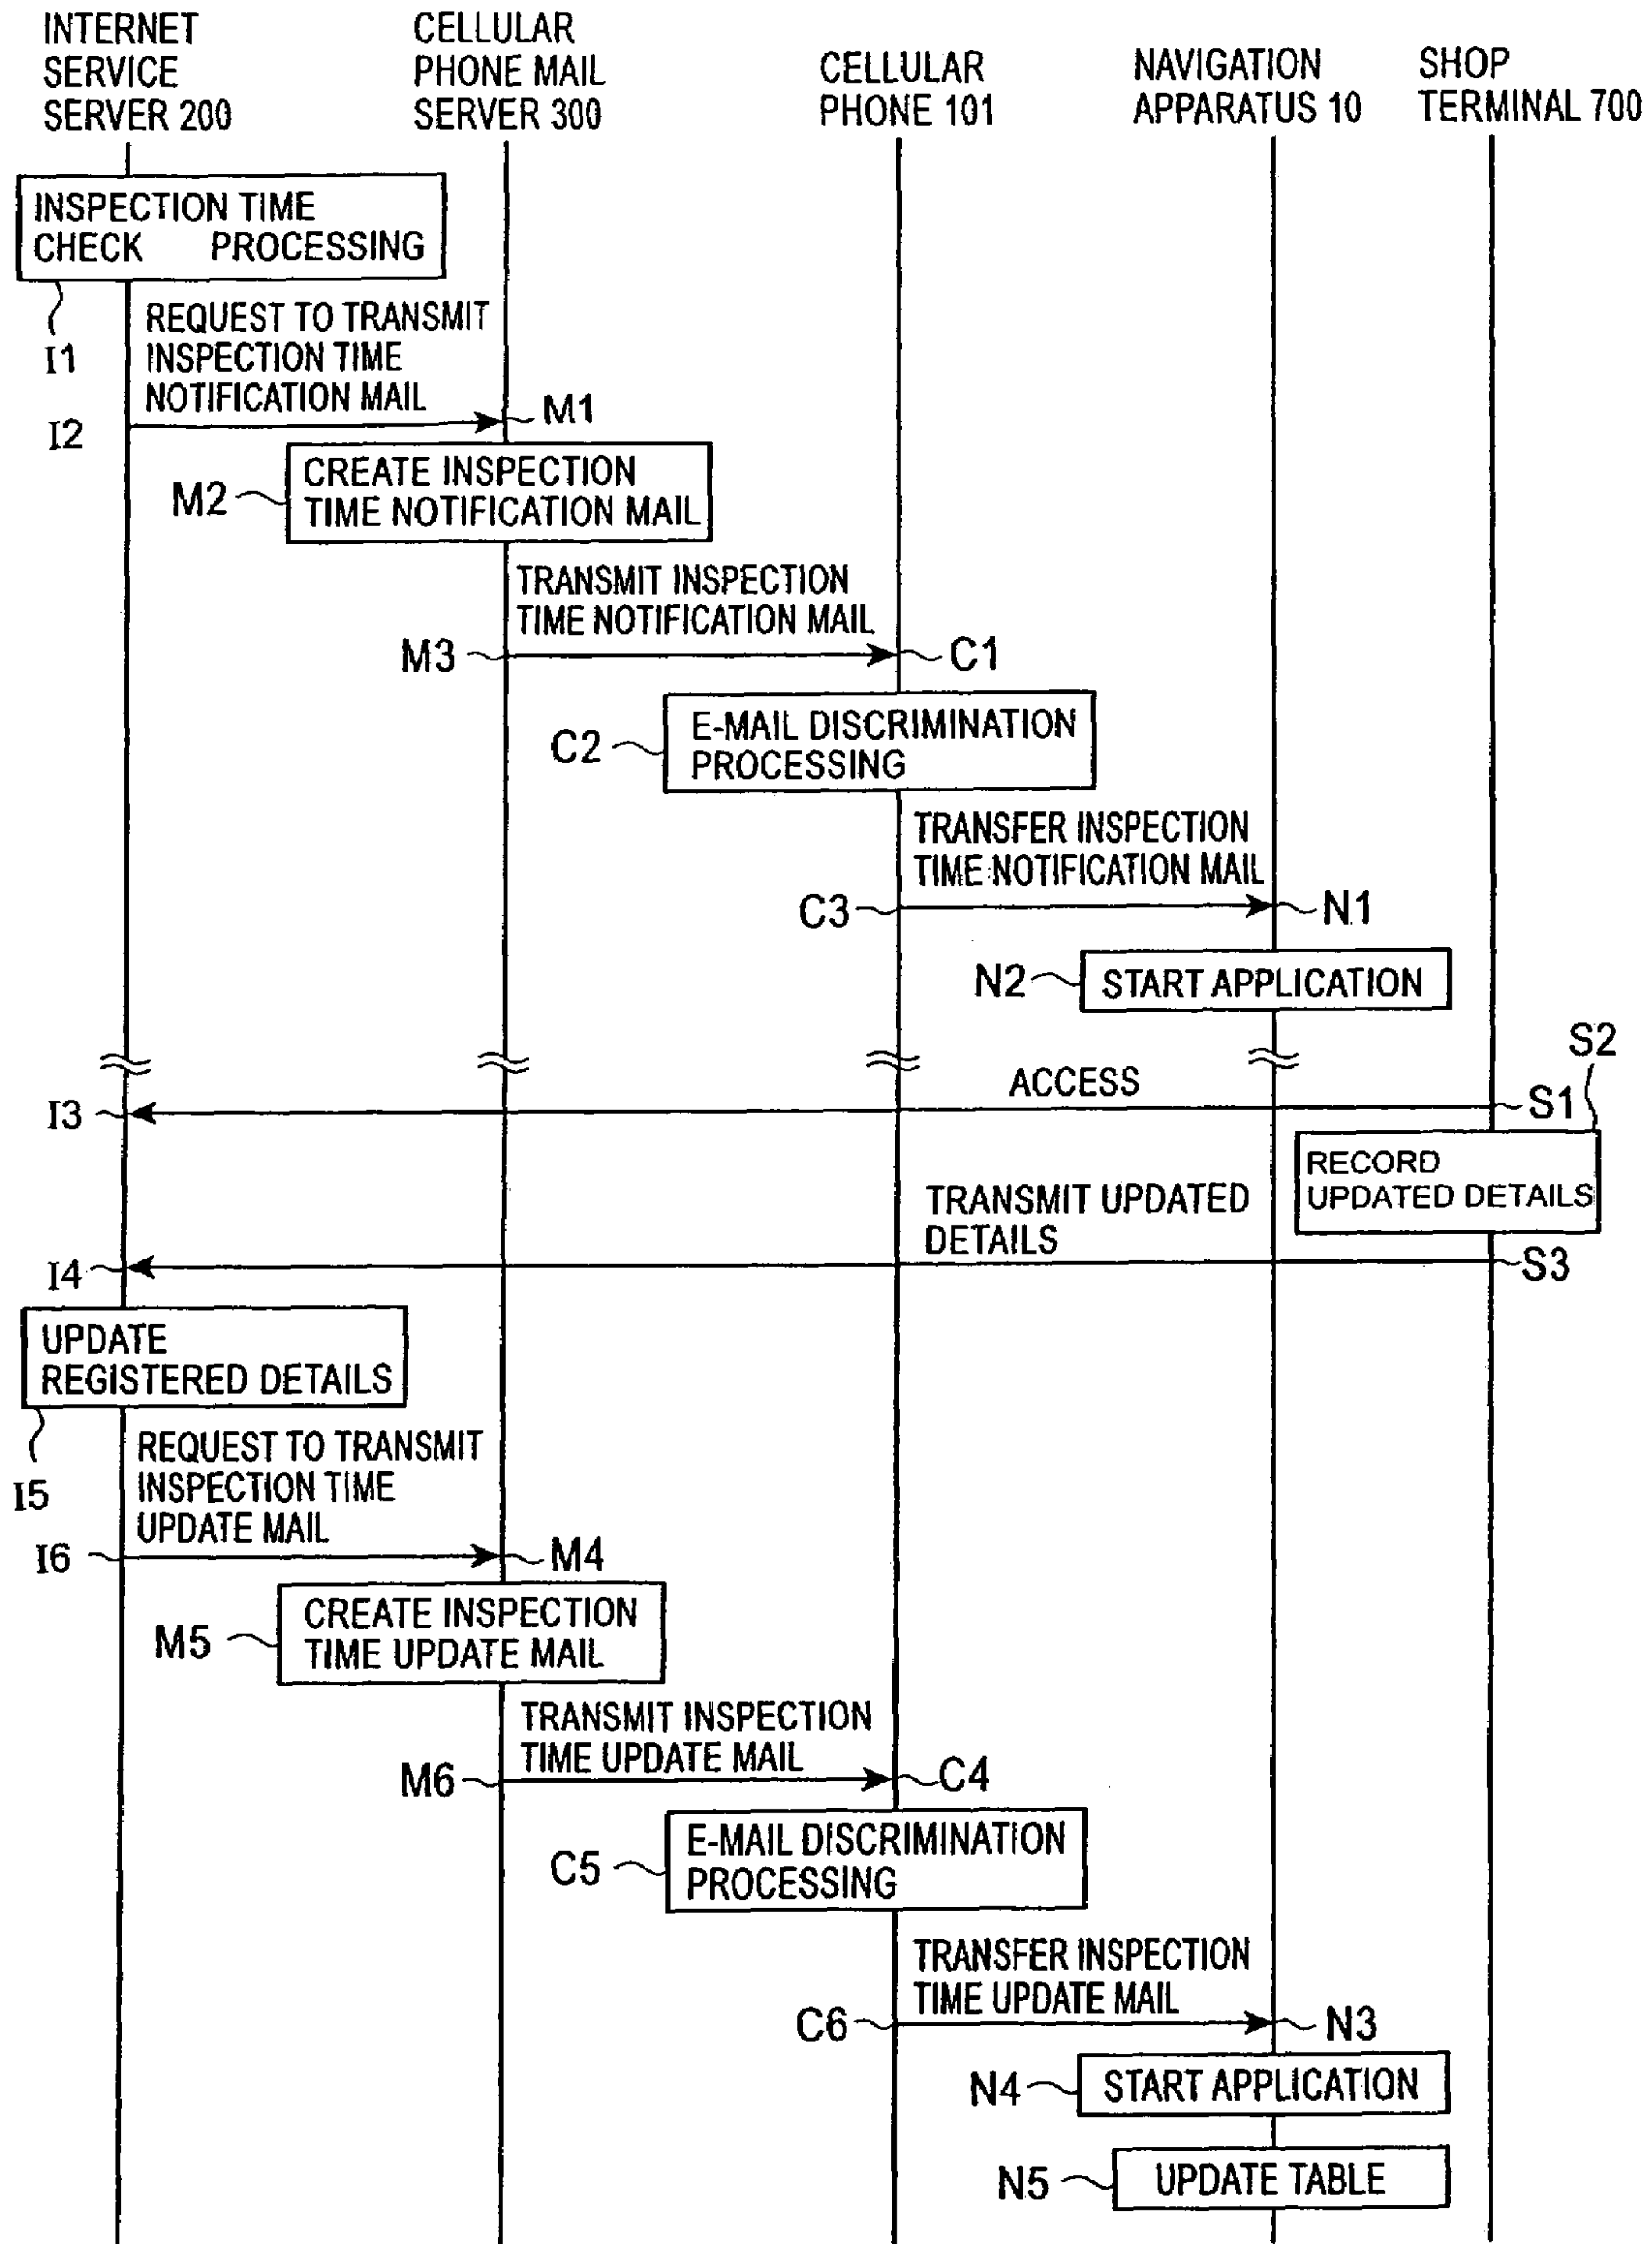 INTERNET
SERVICE
SERVER 200
CELLULAR
PHONE MAIL
SERVER 300
CELLULAR
PHONE 101
NAVIGATION
APPARATUS 10
SHOP
TERMINAL 700
INSPECTION TIME
CHECK PROCESSING
I1
REQUEST TO TRANSMIT
INSPECTION TIME
NOTIFICATION MAIL
I2
M1
M2
CREATE INSPECTION
TIME NOTIFICATION MAIL
TRANSMIT INSPECTION
TIME NOTIFICATION MAIL
M3
C1
C2
E-MAIL DISCRIMINATION
PROCESSING
TRANSFER INSPECTION
TIME NOTIFICATION MAIL
C3
N1
N2
START APPLICATION
S2
ACCESS
I3
S1
RECORD
UPDATED DETAILS
TRANSMIT UPDATED
DETAILS
I4
S3
UPDATE
REGISTERED DETAILS
I5
REQUEST TO TRANSMIT
INSPECTION TIME
UPDATE MAIL
I6
M4
M5
CREATE INSPECTION
TIME UPDATE MAIL
TRANSMIT INSPECTION
TIME UPDATE MAIL
M6
C4
C5
E-MAIL DISCRIMINATION
PROCESSING
TRANSFER INSPECTION
TIME UPDATE MAIL
C6
N3
N4
START APPLICATION
N5
UPDATE TABLE